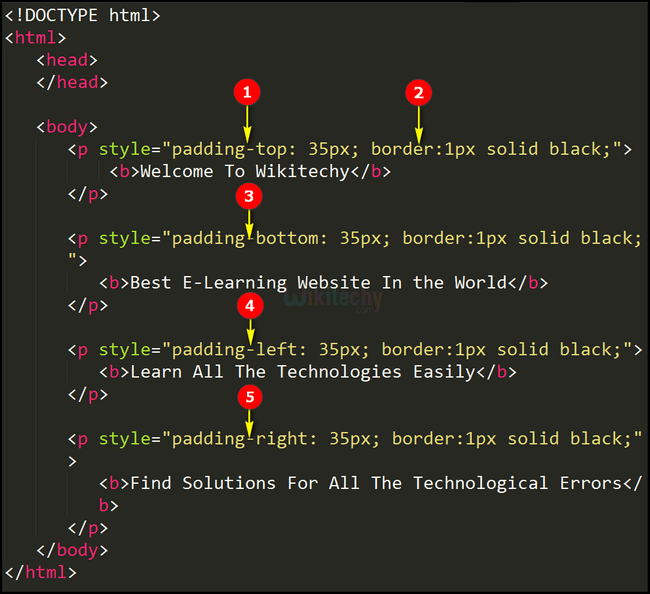 <!DOCTYPE html>
<html>
<head>
</head>
1
2
<body>
<p style="padding-top: 35px; border:1px solid black;">
<b>Welcome To Wikitechy</b>
</p>
3
<p style="padding-bottom: 35px; border:1px solid black;
">
<b>Best E-Learning Website In the World</b>
</p>
Wikitechy
.com
4
<p style="padding-left: 35px; border:1px solid black;">
<b>Learn All The Technologies Easily</b>
</p>
5
<p style="padding-right: 35px; border:1px solid black;"
>
<b>Find Solutions For All The Technological Errors</
b>
</p>
</body>
</html>